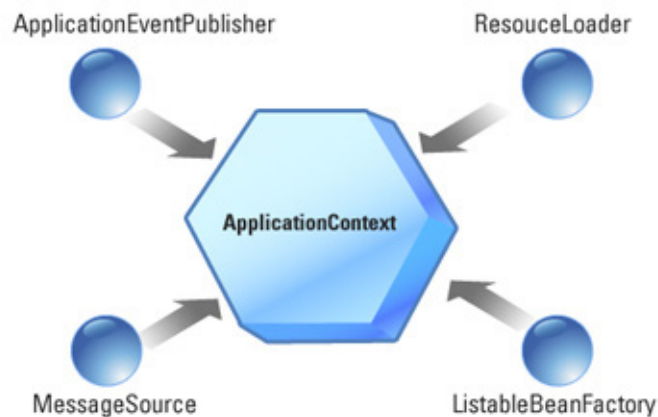 ApplicationEventPublisher
ResouceLoader
ApplicationContext
MessageSource
ListableBeanFactory